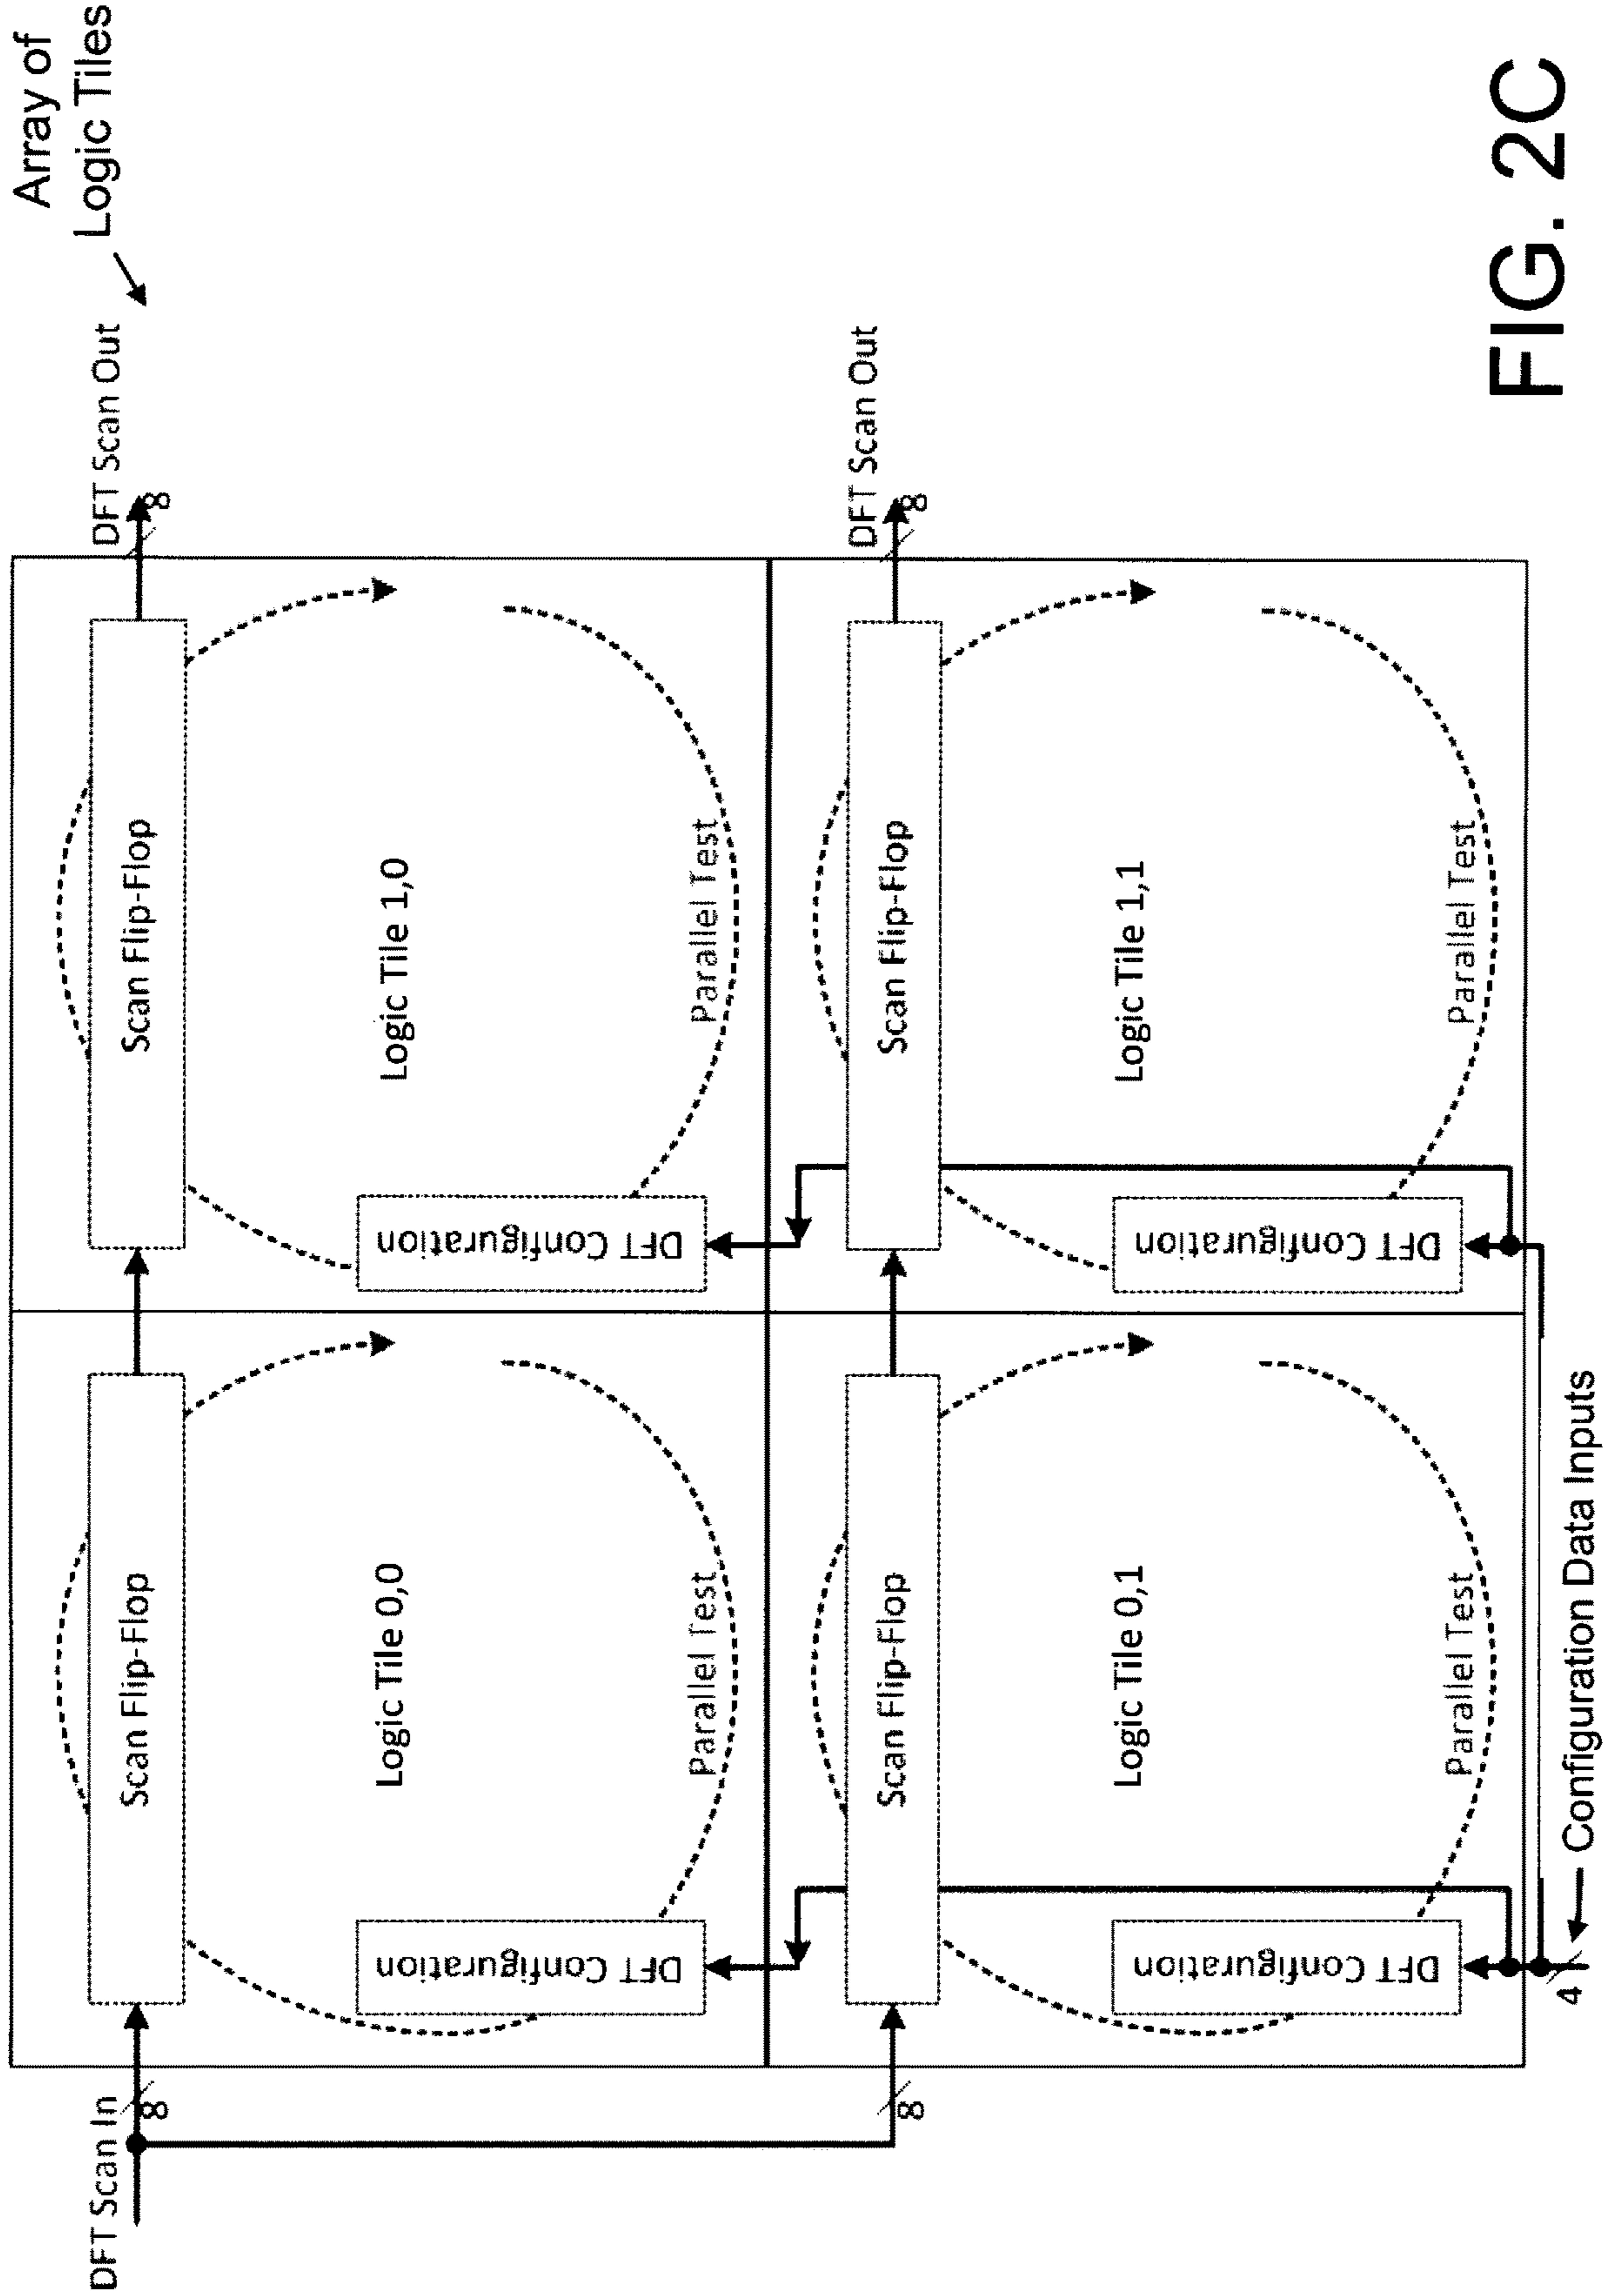 Array of
Logic Tiles
DFT Scan In
8
Scan Flip-Flop
Scan Flip-Flop
8
DFT Scan Out
Logic Tile 0,0
Logic Tile 1,0
DFT Configuration
DFT Configuration
Parallel Test
Parallel Test
8
Scan Flip-Flop
Scan Flip-Flop
8
DFT Scan Out
Logic Tile 0,1
Logic Tile 1,1
DFT Configuration
DFT Configuration
Parallel Test
Parallel Test
4
Configuration Data Inputs
FIG. 2C